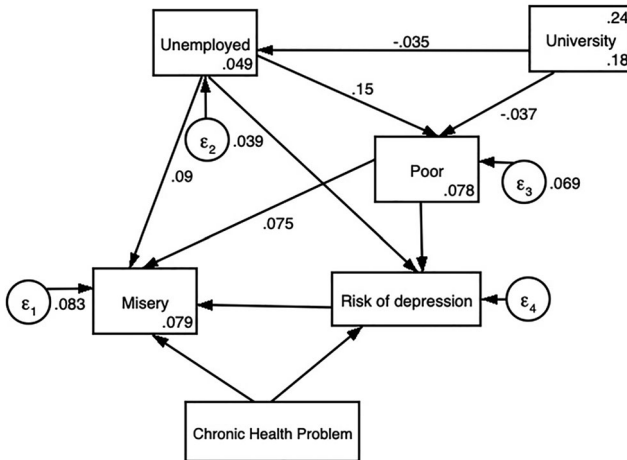 .24
University
.18
Unemployed
.049
-.035
.15
-.037
ε2
.039
Poor
.078
ε3
.069
.09
.075
ε1
.083
Misery
.079
Risk of depression
ε4
Chronic Health Problem